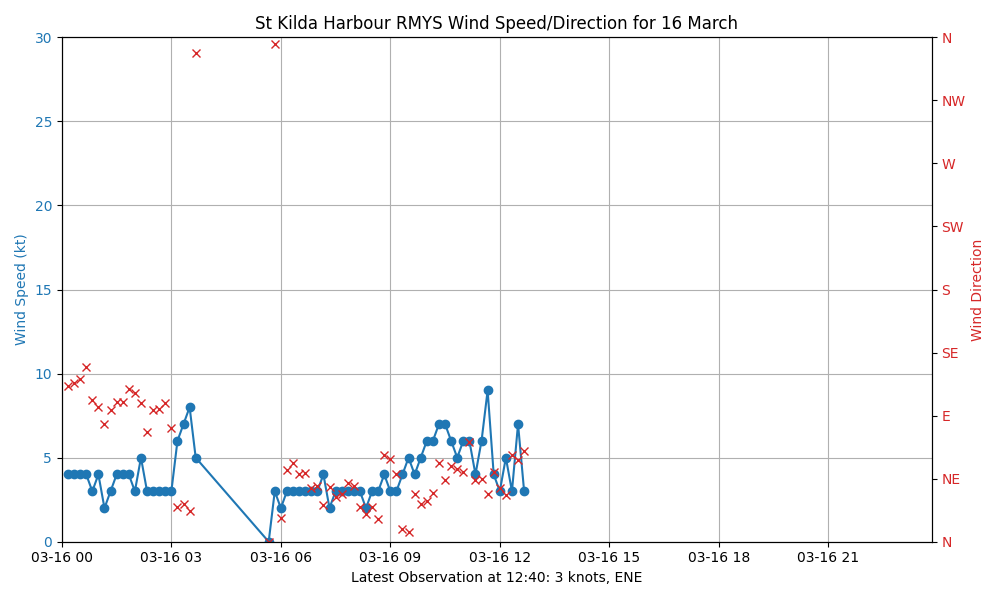 St Kilda Harbour RMYS Wind Speed/Direction for 16 March
30
25
20
15
10
5
0
Wind Speed (kt)
N
NW
W
SW
S
SE
E
NE
N
Wind Direction
03-16 00
03-16 03
03-16 06
03-16 09
03-16 12
03-16 15
03-16 18
03-16 21
Latest Observation at 12:40: 3 knots, ENE